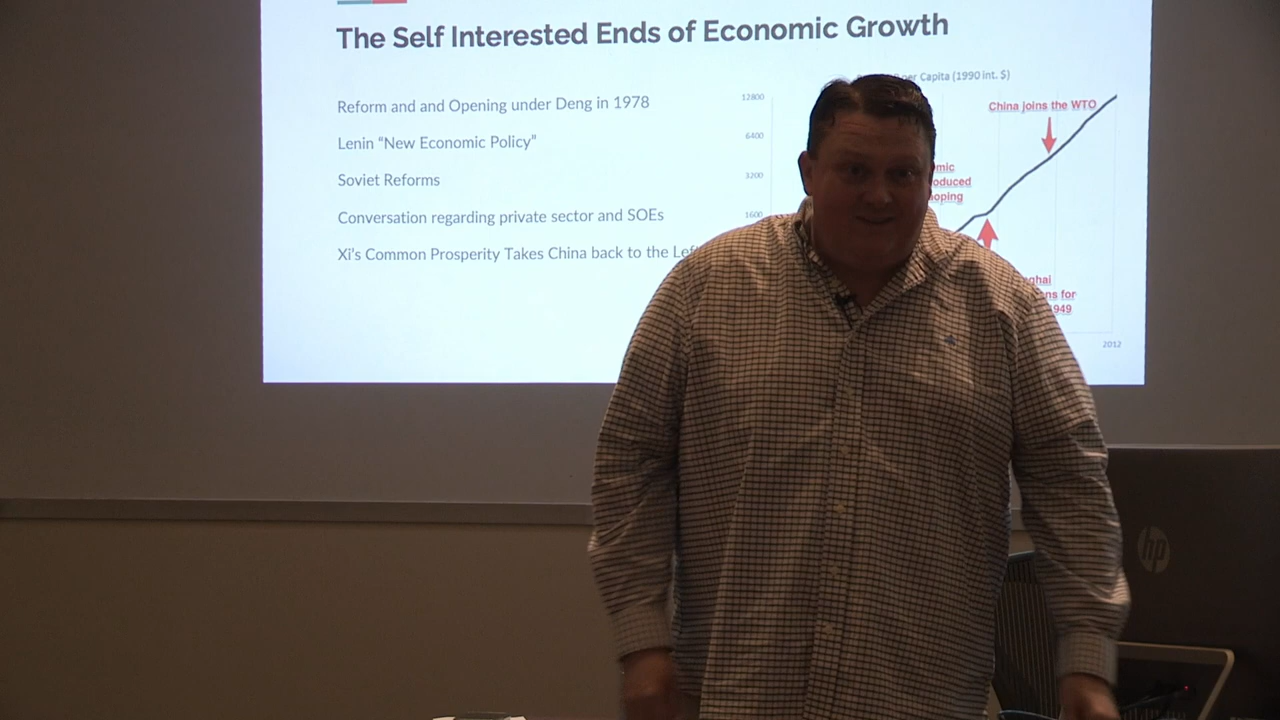 The Self Interested Ends of Economic Growth
Reform and and Opening under Deng in 1978
Lenin “New Economic Policy”
Soviet Reforms
Conversation regarding private sector and SOEs
Xi's Common Prosperity Takes China back to the Left
per Capita (1990 int. $)
12800
6400
3200
1600
China joins the WTO
1949
2012
hp